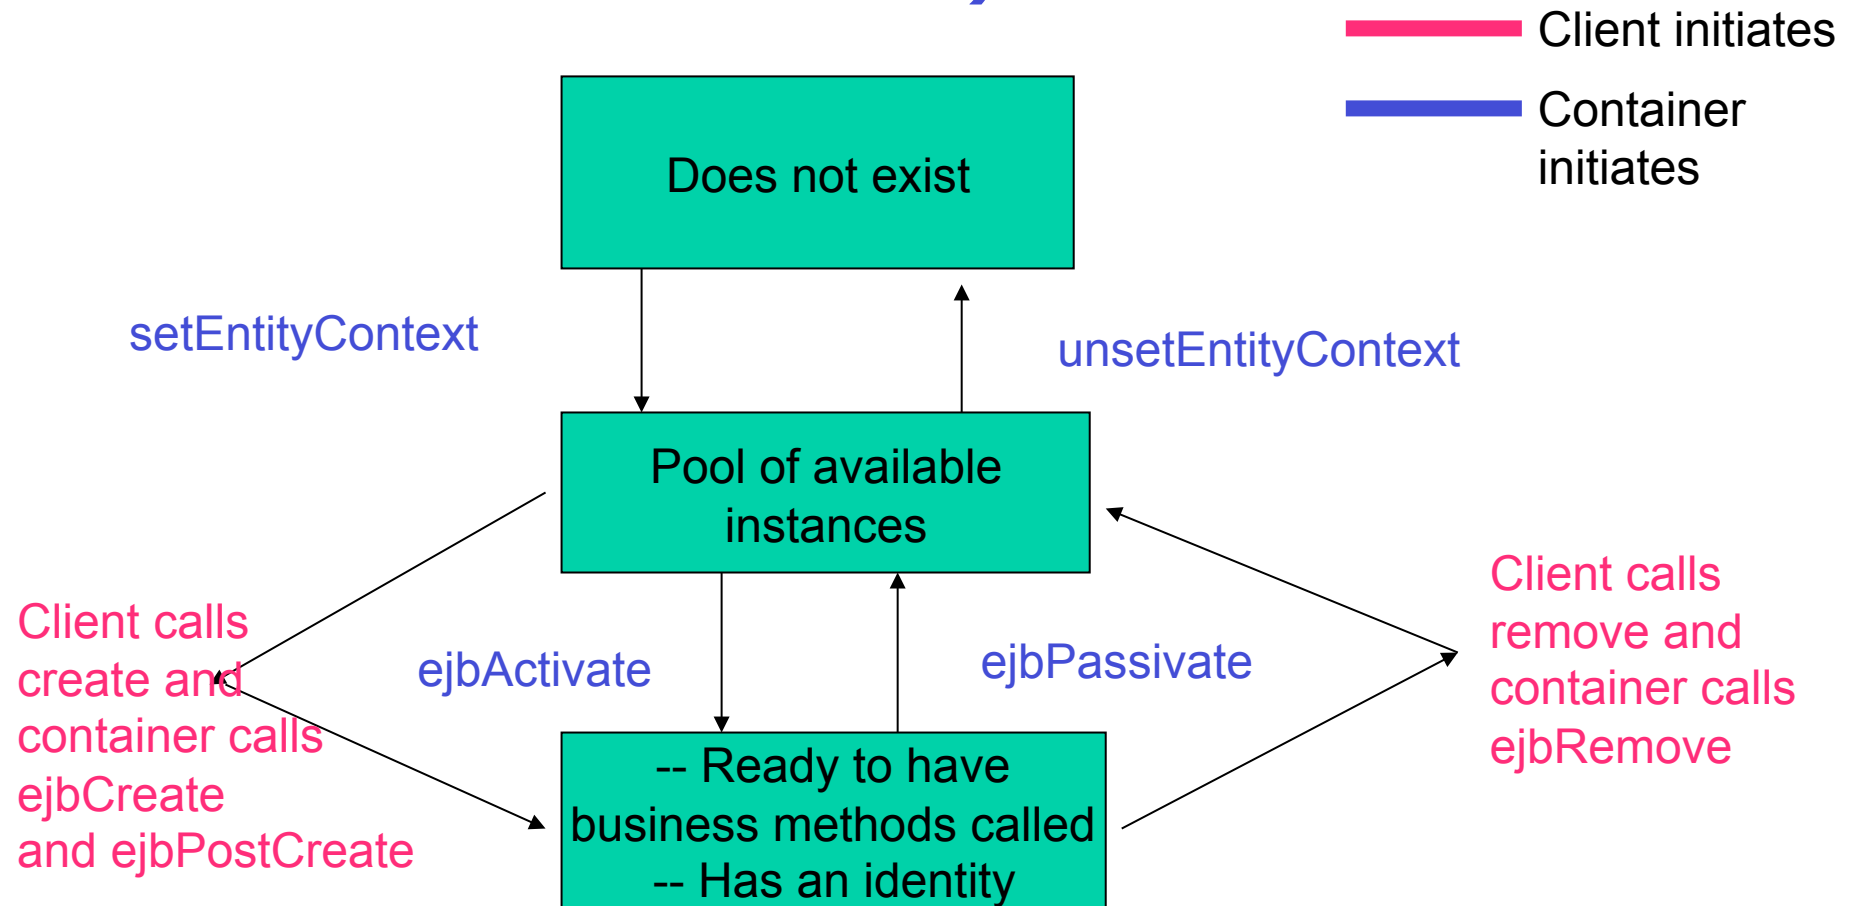 Client initiates
Container
initiates
Does not exist
setEntityContext
unsetEntityContext
Pool of available
instances
Client calls
create and
container calls
ejbCreate
and ejbPostCreate
ejbActivate
ejbPassivate
Client calls
remove and
container calls
ejbRemove
-- Ready to have
business methods called
-- Has an identity